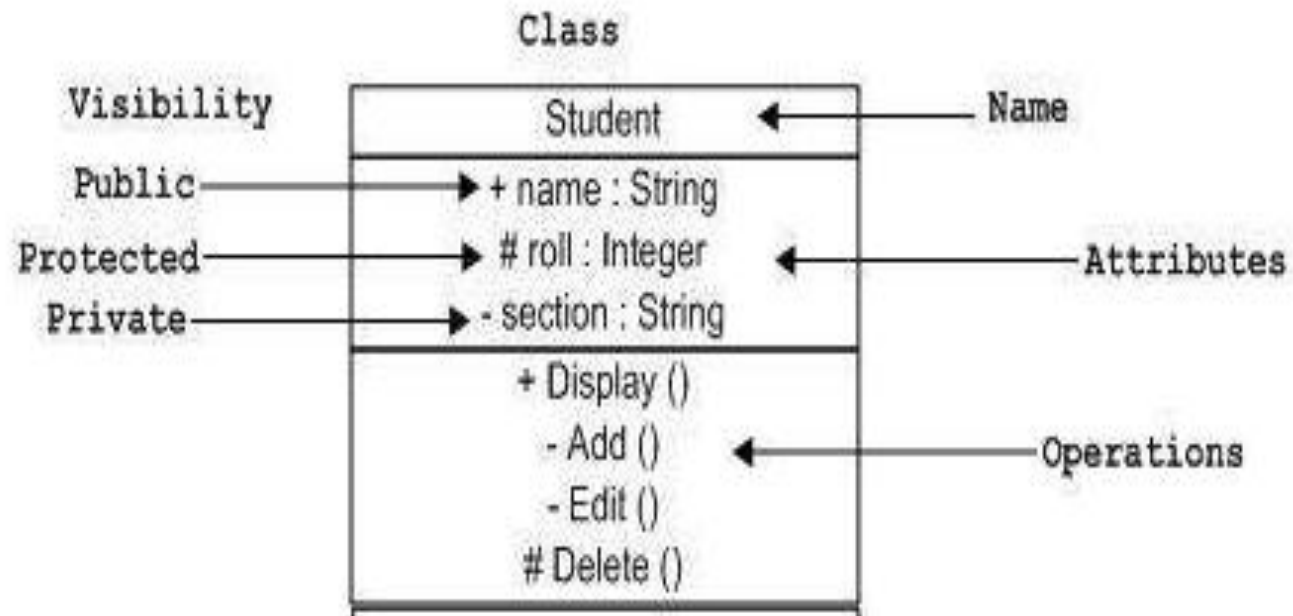 Class
Visibility
Student
Name
Public
+ name : String
Protected
# roll : Integer
Attributes
Private
- section : String
+ Display ()
- Add ()
Operations
- Edit ()
# Delete ()